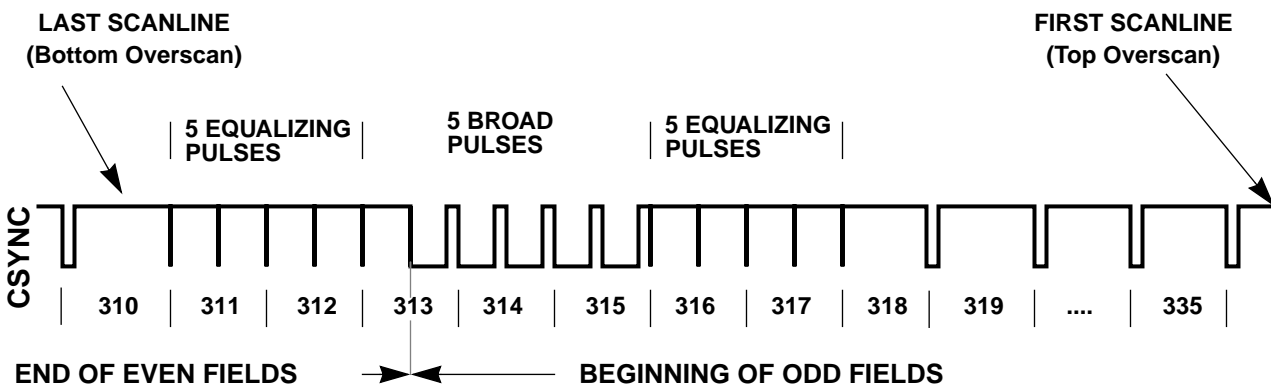 LAST SCANLINE
(Bottom Overscan)
FIRST SCANLINE
(Top Overscan)
5 EQUALIZING
PULSES
5 BROAD
PULSES
5 EQUALIZING
PULSES
CSYNC
310 311 312 313 314 315 316 317 318 319 .... 335
END OF EVEN FIELDS
BEGINNING OF ODD FIELDS